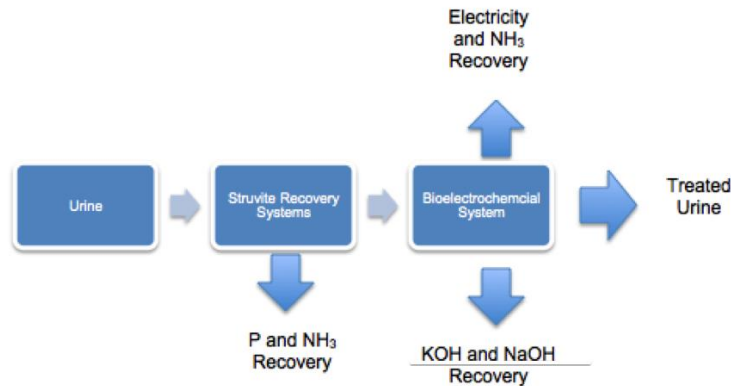 Electricity
and NH₃
Recovery
Urine
Struvite Recovery
Systems
Bioelectrochemcial
System
Treated
Urine
P and NH₃
Recovery
KOH and NaOH
Recovery